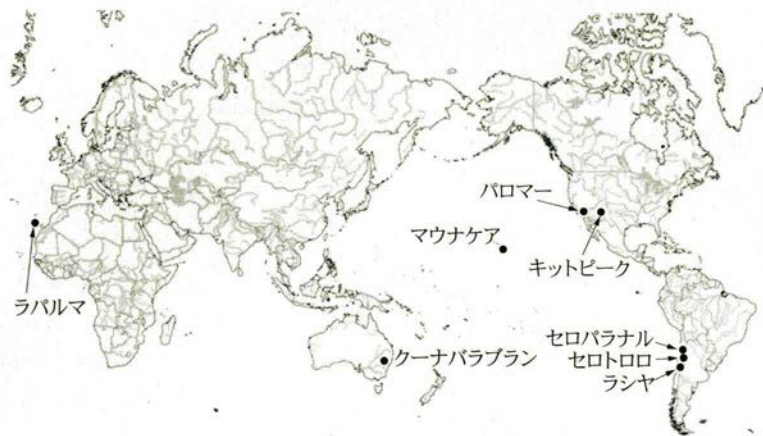 パロマー
マウナケア
キットピーク
ラパルマ
セロパラナル
クーナバラブラン
セロトロロ
ラシヤ